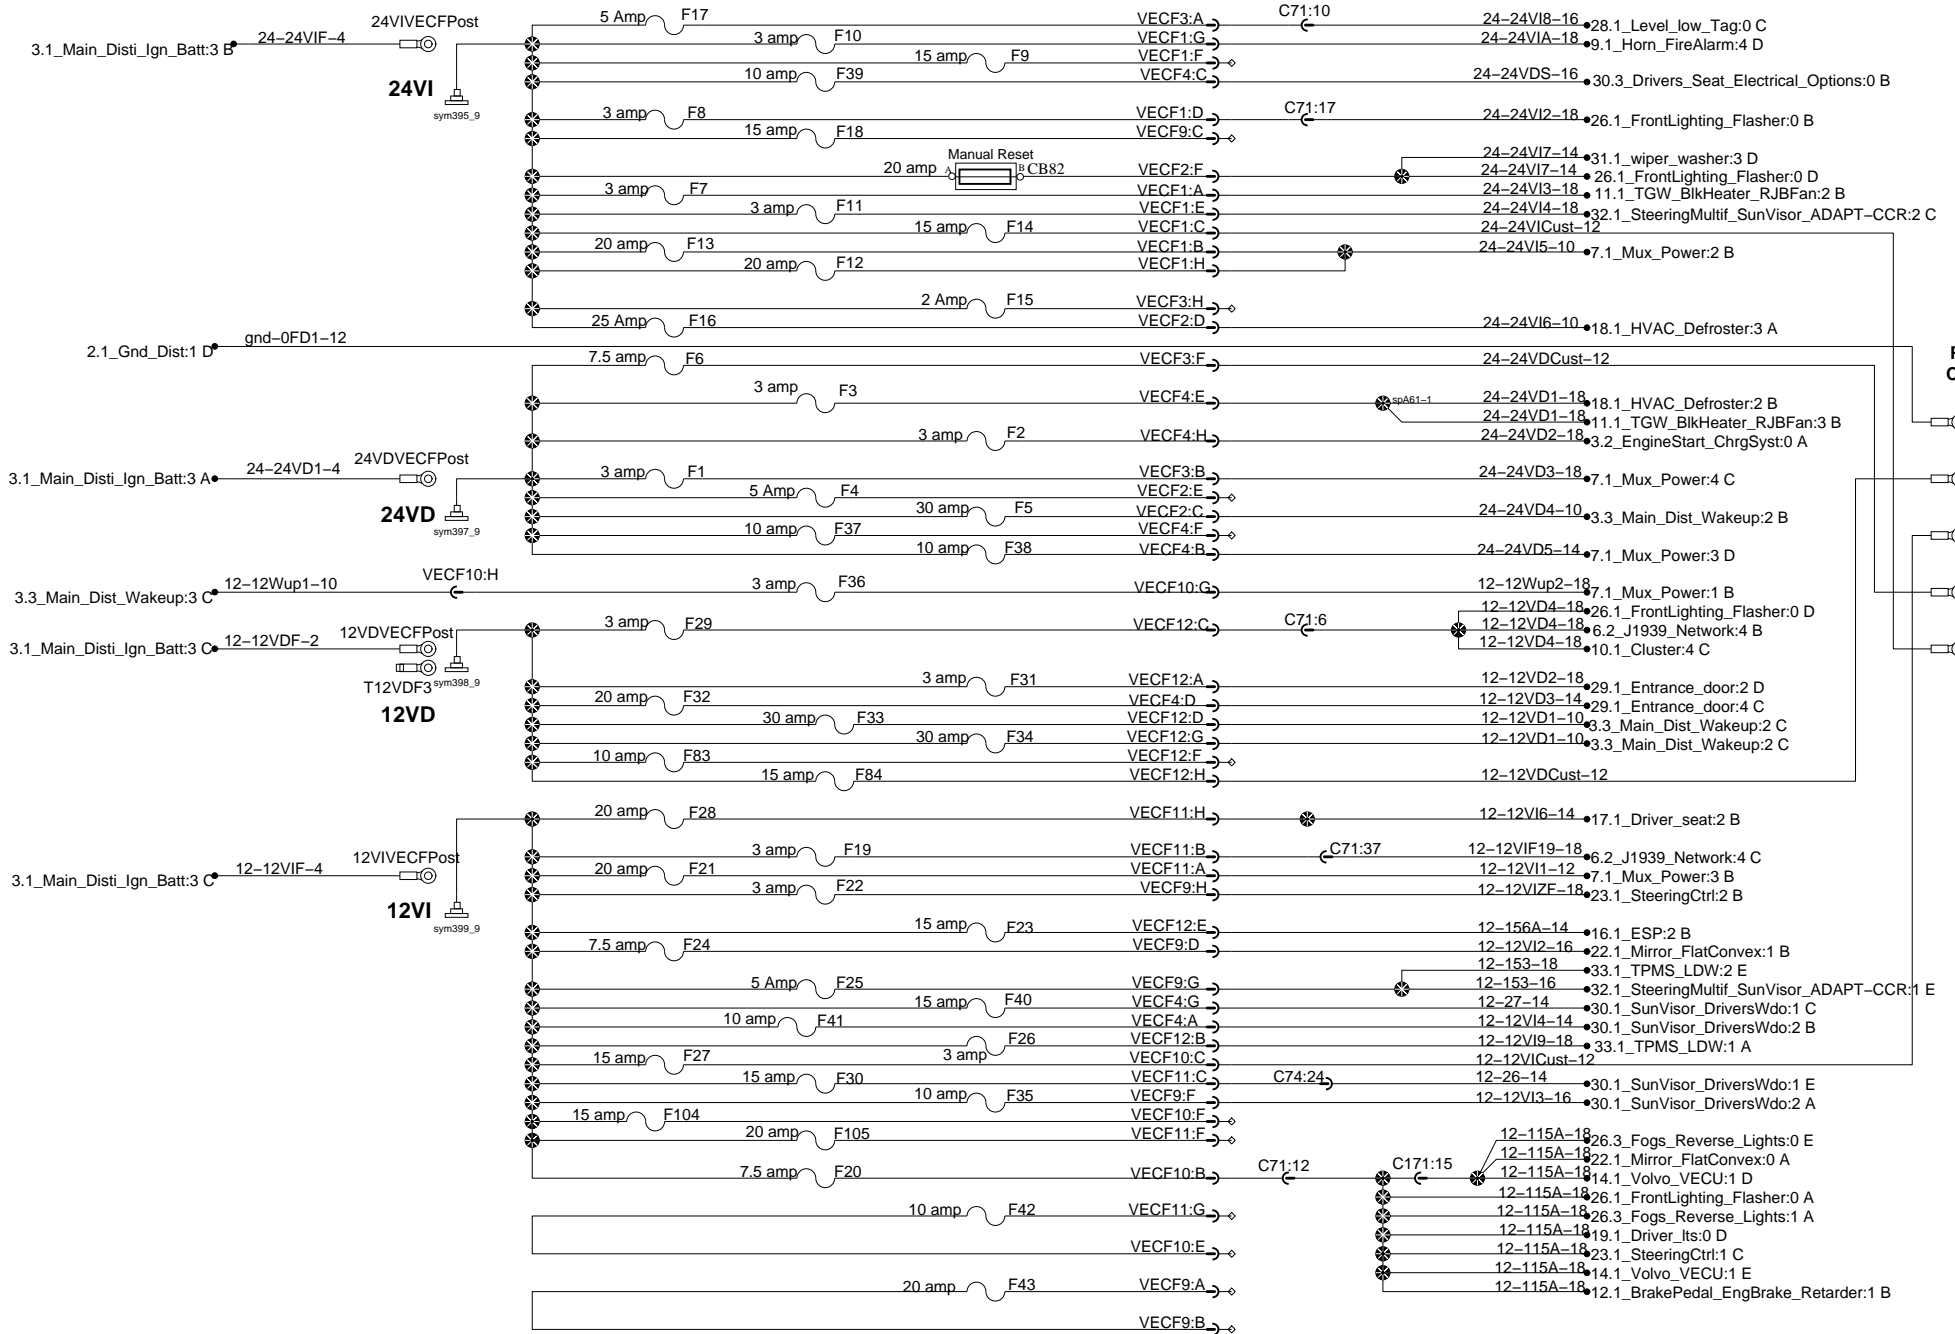 5 Amp F17 VECF3:A C71:10 24–24VI8–16 28.1_Level_low_Tag:0 C
24VIVECFPost
3.1_Main_Disti_Ign_Batt:3 B 24–24VIF–4
3 amp F10 VECF1:G 24–24VIA–18 9.1_Horn_FireAlarm:4 D
15 amp F9 VECF1:F
24VI
sym395_9
10 amp F39 VECF4:C 24–24VDS–16 30.3_Drivers_Seat_Electrical_Options:0 B
3 amp F8 VECF1:D C71:17 24–24VI2–18 26.1_FrontLighting_Flasher:0 B
15 amp F18 VECF9:C
Manual Reset
24–24VI7–14 31.1_wiper_washer:3 D
20 amp A B CB82 VECF2:F 24–24VI7–14 26.1_FrontLighting_Flasher:0 D
3 amp F7 VECF1:A 24–24VI3–18 11.1_TGW_BlkHeater_RJBFan:2 B
3 amp F11 VECF1:E 24–24VI4–18 32.1_SteeringMultif_SunVisor_ADAPT–CCR:2 C
15 amp F14 VECF1:C 24–24VICust–12
20 amp F13 VECF1:B 24–24VI5–10 7.1_Mux_Power:2 B
20 amp F12 VECF1:H
2 Amp F15 VECF3:H
25 Amp F16 VECF2:D 24–24VI6–10 18.1_HVAC_Defroster:3 A
2.1_Gnd_Dist:1 D gnd–0FD1–12
7.5 amp F6 VECF3:F 24–24VDCust–12
3 amp F3 VECF4:E spA61–1 24–24VD1–18 18.1_HVAC_Defroster:2 B
24–24VD1–18 11.1_TGW_BlkHeater_RJBFan:3 B
3 amp F2 VECF4:H 24–24VD2–18 3.2_EngineStart_ChrgSyst:0 A
24VDVECFPost
3.1_Main_Disti_Ign_Batt:3 A 24–24VD1–4
3 amp F1 VECF3:B 24–24VD3–18 7.1_Mux_Power:4 C
5 Amp F4 VECF2:E
24VD
sym397_9
30 amp F5 VECF2:C 24–24VD4–10 3.3_Main_Dist_Wakeup:2 B
10 amp F37 VECF4:F
10 amp F38 VECF4:B 24–24VD5–14 7.1_Mux_Power:3 D
3.3_Main_Dist_Wakeup:3 C 12–12Wup1–10 VECF10:H 3 amp F36 VECF10:G 12–12Wup2–18 7.1_Mux_Power:1 B
12–12VD4–18 26.1_FrontLighting_Flasher:0 D
3 amp F29 VECF12:C C71:6 12–12VD4–18 6.2_J1939_Network:4 B
3.1_Main_Disti_Ign_Batt:3 C 12–12VDF–2 12VDVECFPost
12–12VD4–18 10.1_Cluster:4 C
T12VDF3 sym398_9
12VD
3 amp F31 VECF12:A 12–12VD2–18 29.1_Entrance_door:2 D
20 amp F32 VECF4:D 12–12VD3–14 29.1_Entrance_door:4 C
30 amp F33 VECF12:D 12–12VD1–10 3.3_Main_Dist_Wakeup:2 C
30 amp F34 VECF12:G 12–12VD1–10 3.3_Main_Dist_Wakeup:2 C
10 amp F83 VECF12:F
15 amp F84 VECF12:H 12–12VDCust–12
20 amp F28 VECF11:H 12–12VI6–14 17.1_Driver_seat:2 B
3 amp F19 VECF11:B C71:37 12–12VIF19–18 6.2_J1939_Network:4 C
12VIVECFPost
3.1_Main_Disti_Ign_Batt:3 C 12–12VIF–4
20 amp F21 VECF11:A 12–12VI1–12 7.1_Mux_Power:3 B
3 amp F22 VECF9:H 12–12VIZF–18 23.1_SteeringCtrl:2 B
12VI
sym399_9
15 amp F23 VECF12:E 12–156A–14 16.1_ESP:2 B
7.5 amp F24 VECF9:D 12–12VI2–16 22.1_Mirror_FlatConvex:1 B
12–153–18 33.1_TPMS_LDW:2 E
5 Amp F25 VECF9:G 12–153–16 32.1_SteeringMultif_SunVisor_ADAPT–CCR:1 E
15 amp F40 VECF4:G 12–27–14 30.1_SunVisor_DriversWdo:1 C
10 amp F41 VECF4:A 12–12VI4–14 30.1_SunVisor_DriversWdo:2 B
3 amp F26 VECF12:B 12–12VI9–18 33.1_TPMS_LDW:1 A
15 amp F27 VECF10:C 12–12VICust–12
15 amp F30 VECF11:C C74:24 12–26–14 30.1_SunVisor_DriversWdo:1 E
10 amp F35 VECF9:F 12–12VI3–16 30.1_SunVisor_DriversWdo:2 A
15 amp F104 VECF10:F
20 amp F105 VECF11:F
12–115A–18 26.3_Fogs_Reverse_Lights:0 E
12–115A–18 22.1_Mirror_FlatConvex:0 A
7.5 amp F20 VECF10:B C71:12 C171:15 12–115A–18 14.1_Volvo_VECU:1 D
12–115A–18 26.1_FrontLighting_Flasher:0 A
10 amp F42 VECF11:G 12–115A–18 26.3_Fogs_Reverse_Lights:1 A
12–115A–18 19.1_Driver_lts:0 D
VECF10:E 12–115A–18 23.1_SteeringCtrl:1 C
12–115A–18 14.1_Volvo_VECU:1 E
20 amp F43 VECF9:A 12–115A–18 12.1_BrakePedal_EngBrake_Retarder:1 B
VECF9:B